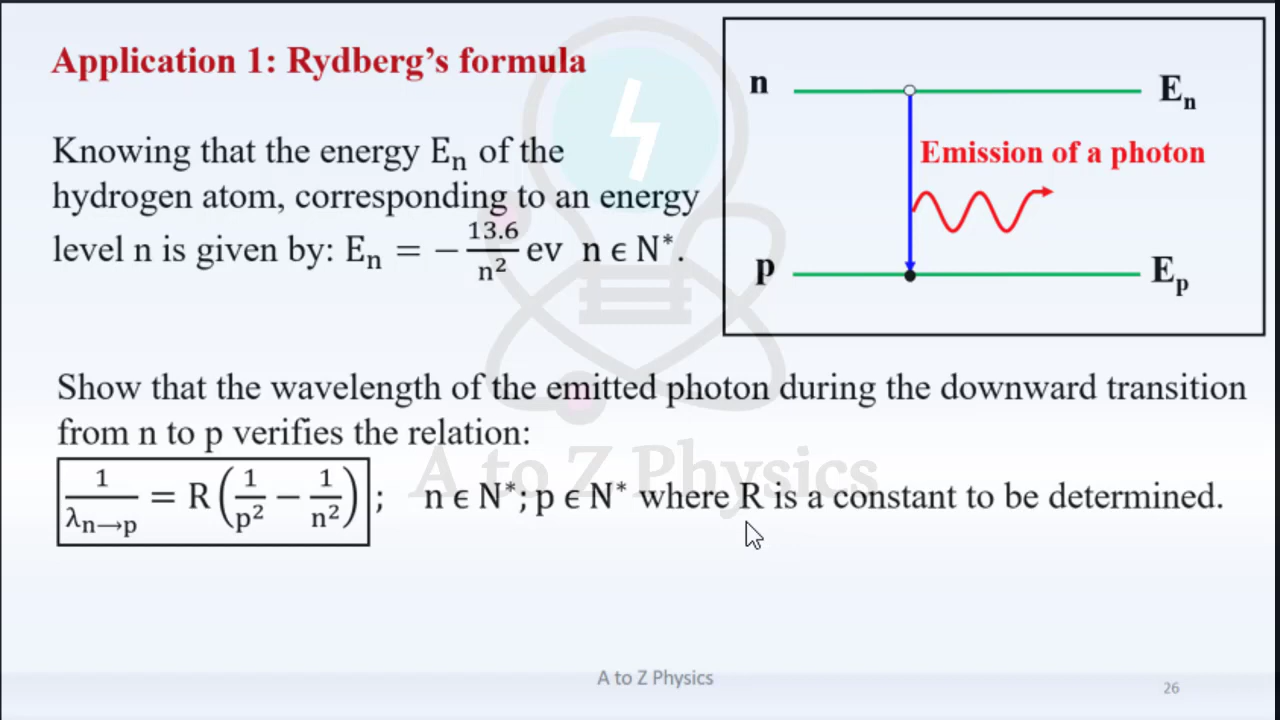 Application 1: Rydberg’s formula
Knowing that the energy Eₙ of the
hydrogen atom, corresponding to an energy
level n is given by: Eₙ = − 13.6/n² ev n ϵ N*.
n
Eₙ
Emission of a photon
p
Eₚ
Show that the wavelength of the emitted photon during the downward transition
from n to p verifies the relation:
1/λₙ→ₚ = R(1/p² − 1/n²); n ϵ N*; p ϵ N* where R is a constant to be determined.
A to Z Physics
A to Z Physics
26